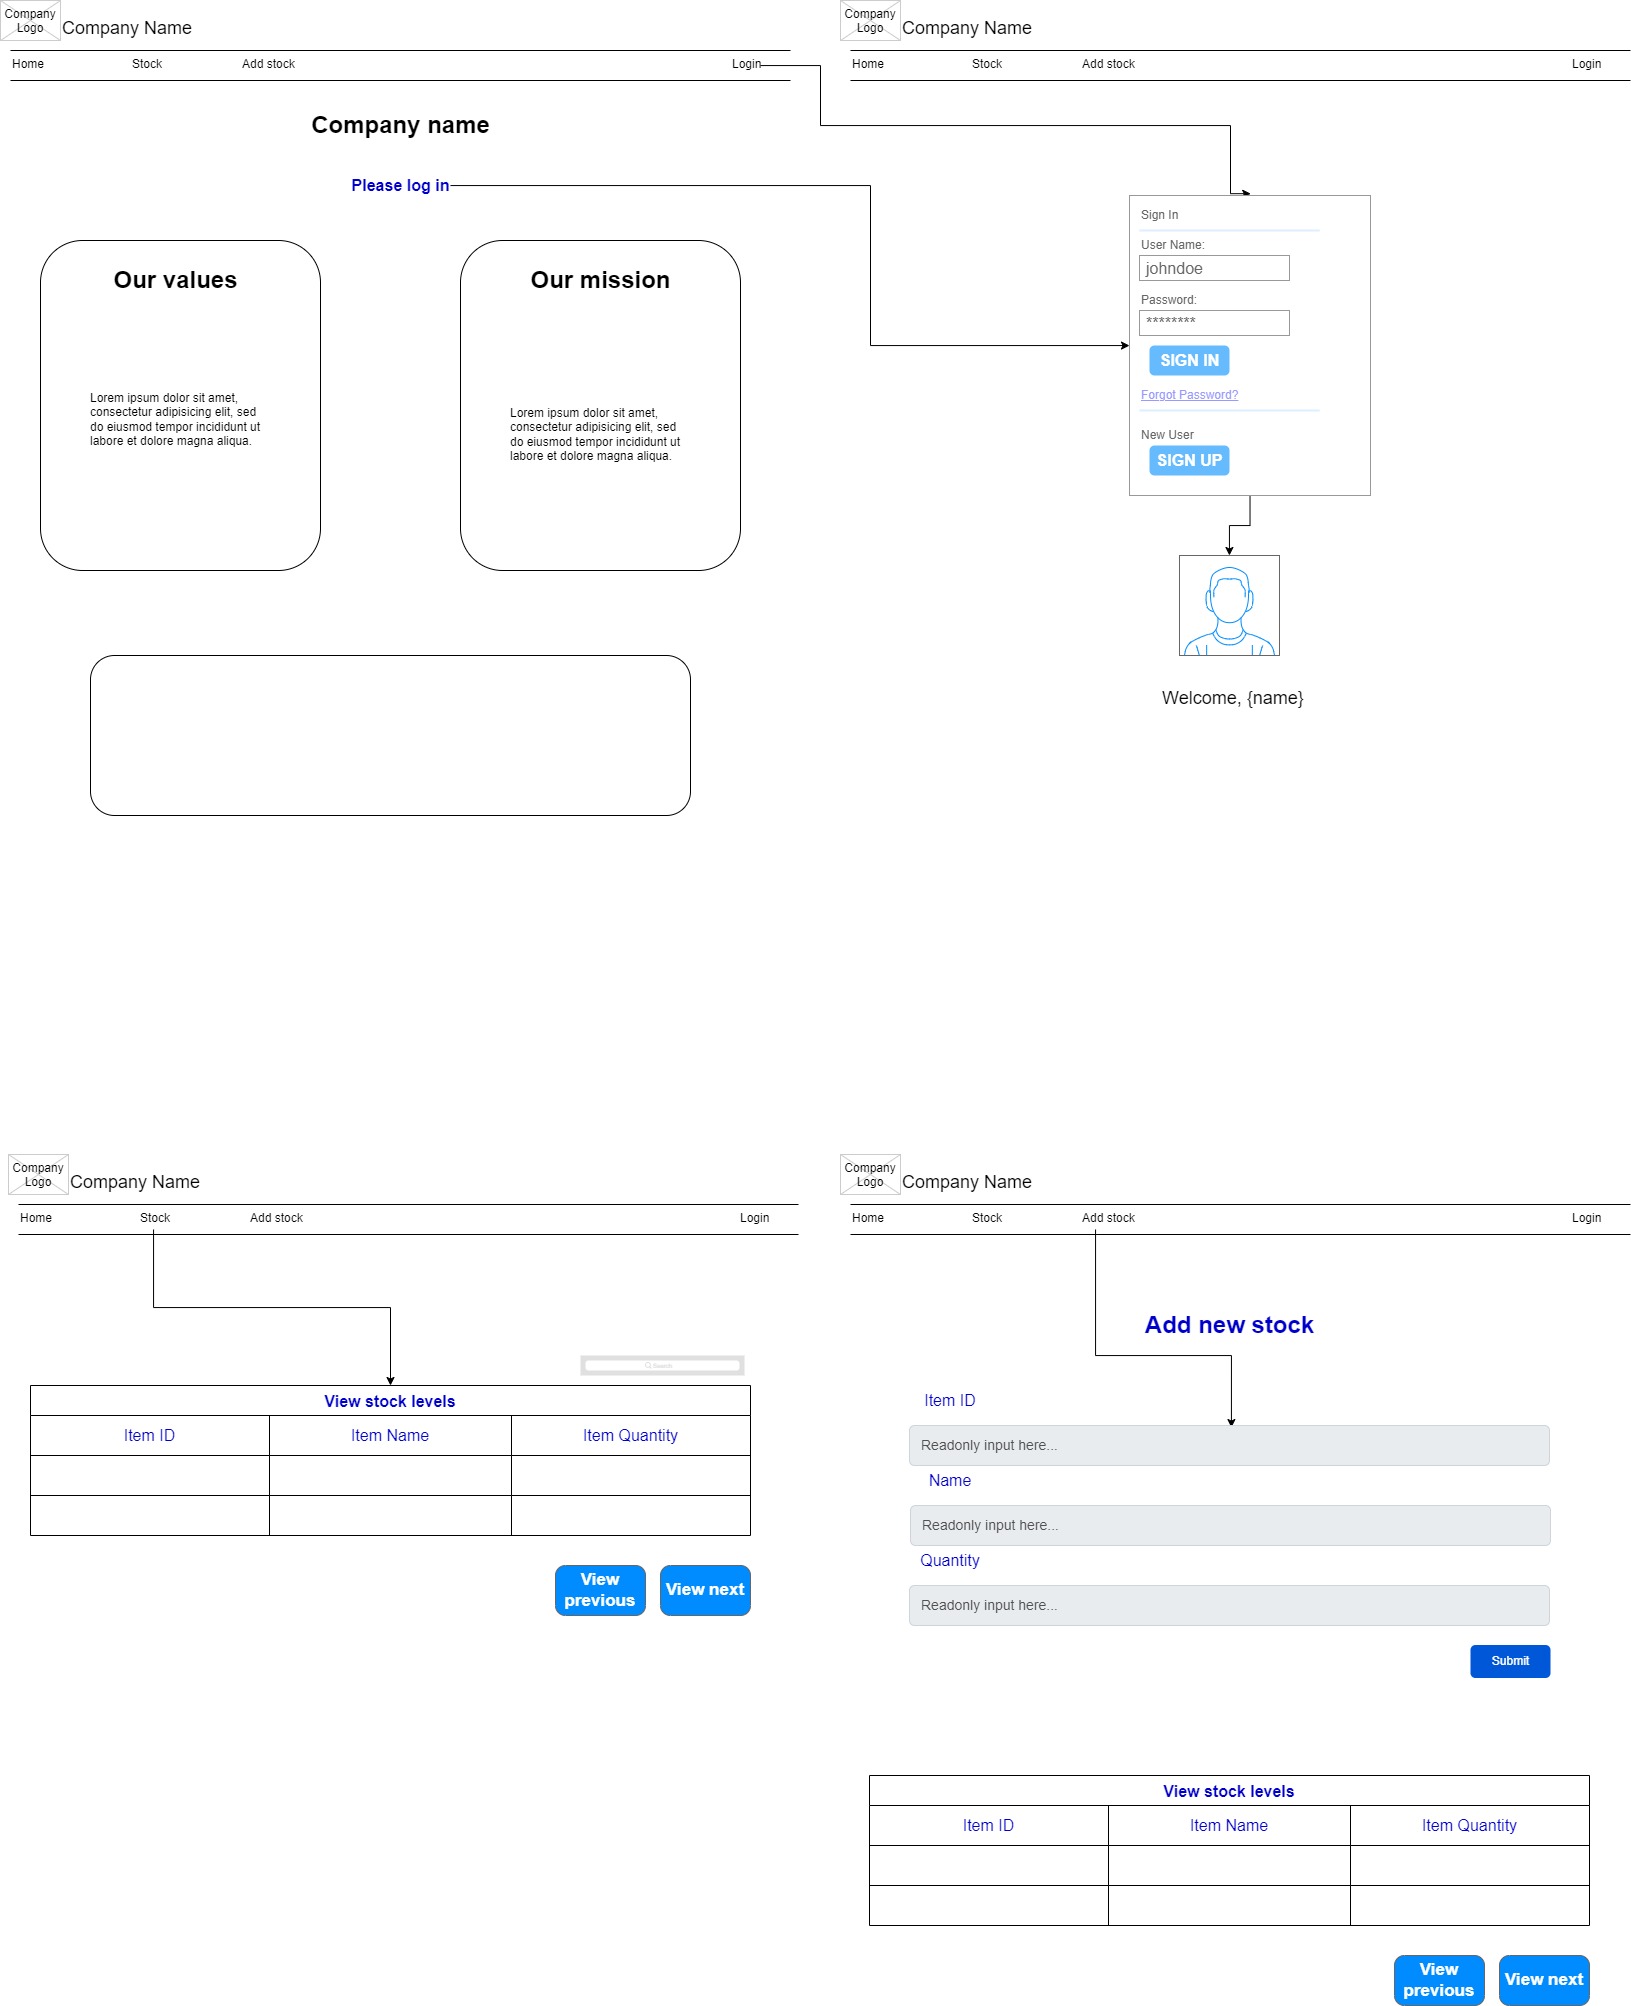 Company
Logo
Company Name
Home
Stock
Add stock
Login
Company name
Please log in
Our values
Lorem ipsum dolor sit amet,
consectetur adipisicing elit, sed
do eiusmod tempor incididunt ut
labore et dolore magna aliqua.
Our mission
Lorem ipsum dolor sit amet,
consectetur adipisicing elit, sed
do eiusmod tempor incididunt ut
labore et dolore magna aliqua.
Company
Logo
Company Name
Home
Stock
Add stock
Login
Sign In
User Name:
johndoe
Password:
********
SIGN IN
Forgot Password?
New User
SIGN UP
Welcome, {name}
Company
Logo
Company Name
Home
Stock
Add stock
Login
Search
View stock levels
Item ID
Item Name
Item Quantity
View
previous
View next
Company
Logo
Company Name
Home
Stock
Add stock
Login
Add new stock
Item ID
Readonly input here...
Name
Readonly input here...
Quantity
Readonly input here...
Submit
View stock levels
Item ID
Item Name
Item Quantity
View
previous
View next